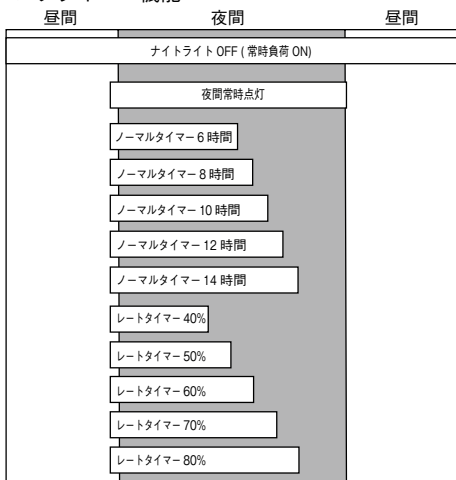 昼間 夜間 昼間
ナイトライト OFF ( 常時負荷 ON)
夜間常時点灯
ノーマルタイマー 6 時間
ノーマルタイマー 8 時間
ノーマルタイマー 10 時間
ノーマルタイマー 12 時間
ノーマルタイマー 14 時間
レートタイマー 40%
レートタイマー 50%
レートタイマー 60%
レートタイマー 70%
レートタイマー 80%